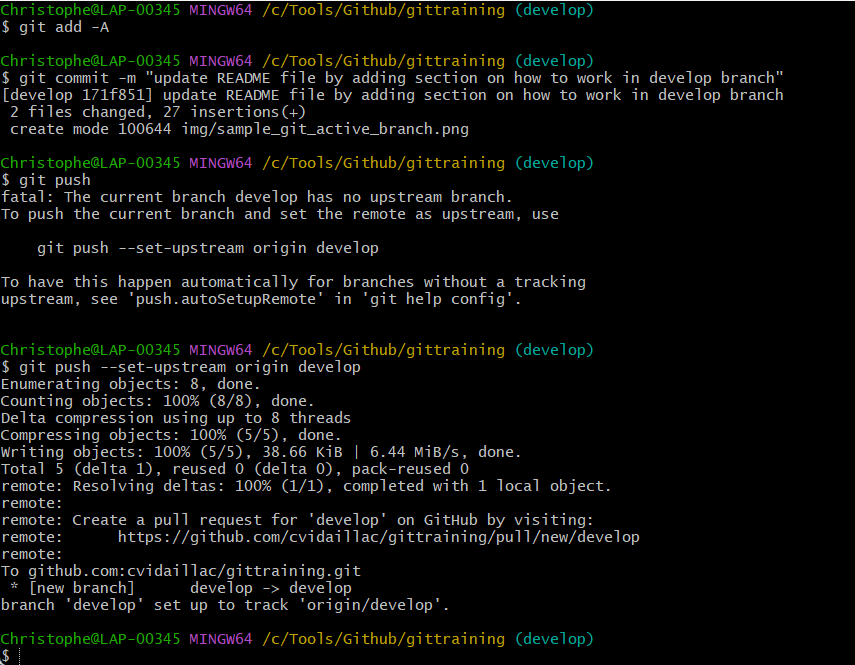 Christophe@LAP-00345 MINGW64 /c/Tools/Github/gittraining (develop)
$ git add -A
Christophe@LAP-00345 MINGW64 /c/Tools/Github/gittraining (develop)
$ git commit -m "update README file by adding section on how to work in develop branch"
[develop 171f851] update README file by adding section on how to work in develop branch
 2 files changed, 27 insertions(+)
 create mode 100644 img/sample_git_active_branch.png
Christophe@LAP-00345 MINGW64 /c/Tools/Github/gittraining (develop)
$ git push
fatal: The current branch develop has no upstream branch.
To push the current branch and set the remote as upstream, use
    git push --set-upstream origin develop
To have this happen automatically for branches without a tracking
upstream, see 'push.autoSetupRemote' in 'git help config'.
Christophe@LAP-00345 MINGW64 /c/Tools/Github/gittraining (develop)
$ git push --set-upstream origin develop
Enumerating objects: 8, done.
Counting objects: 100% (8/8), done.
Delta compression using up to 8 threads
Compressing objects: 100% (5/5), done.
Writing objects: 100% (5/5), 38.66 KiB | 6.44 MiB/s, done.
Total 5 (delta 1), reused 0 (delta 0), pack-reused 0
remote: Resolving deltas: 100% (1/1), completed with 1 local object.
remote:
remote: Create a pull request for 'develop' on GitHub by visiting:
remote:      https://github.com/cvidaillac/gittraining/pull/new/develop
remote:
To github.com:cvidaillac/gittraining.git
 * [new branch]      develop -> develop
branch 'develop' set up to track 'origin/develop'.
Christophe@LAP-00345 MINGW64 /c/Tools/Github/gittraining (develop)
$